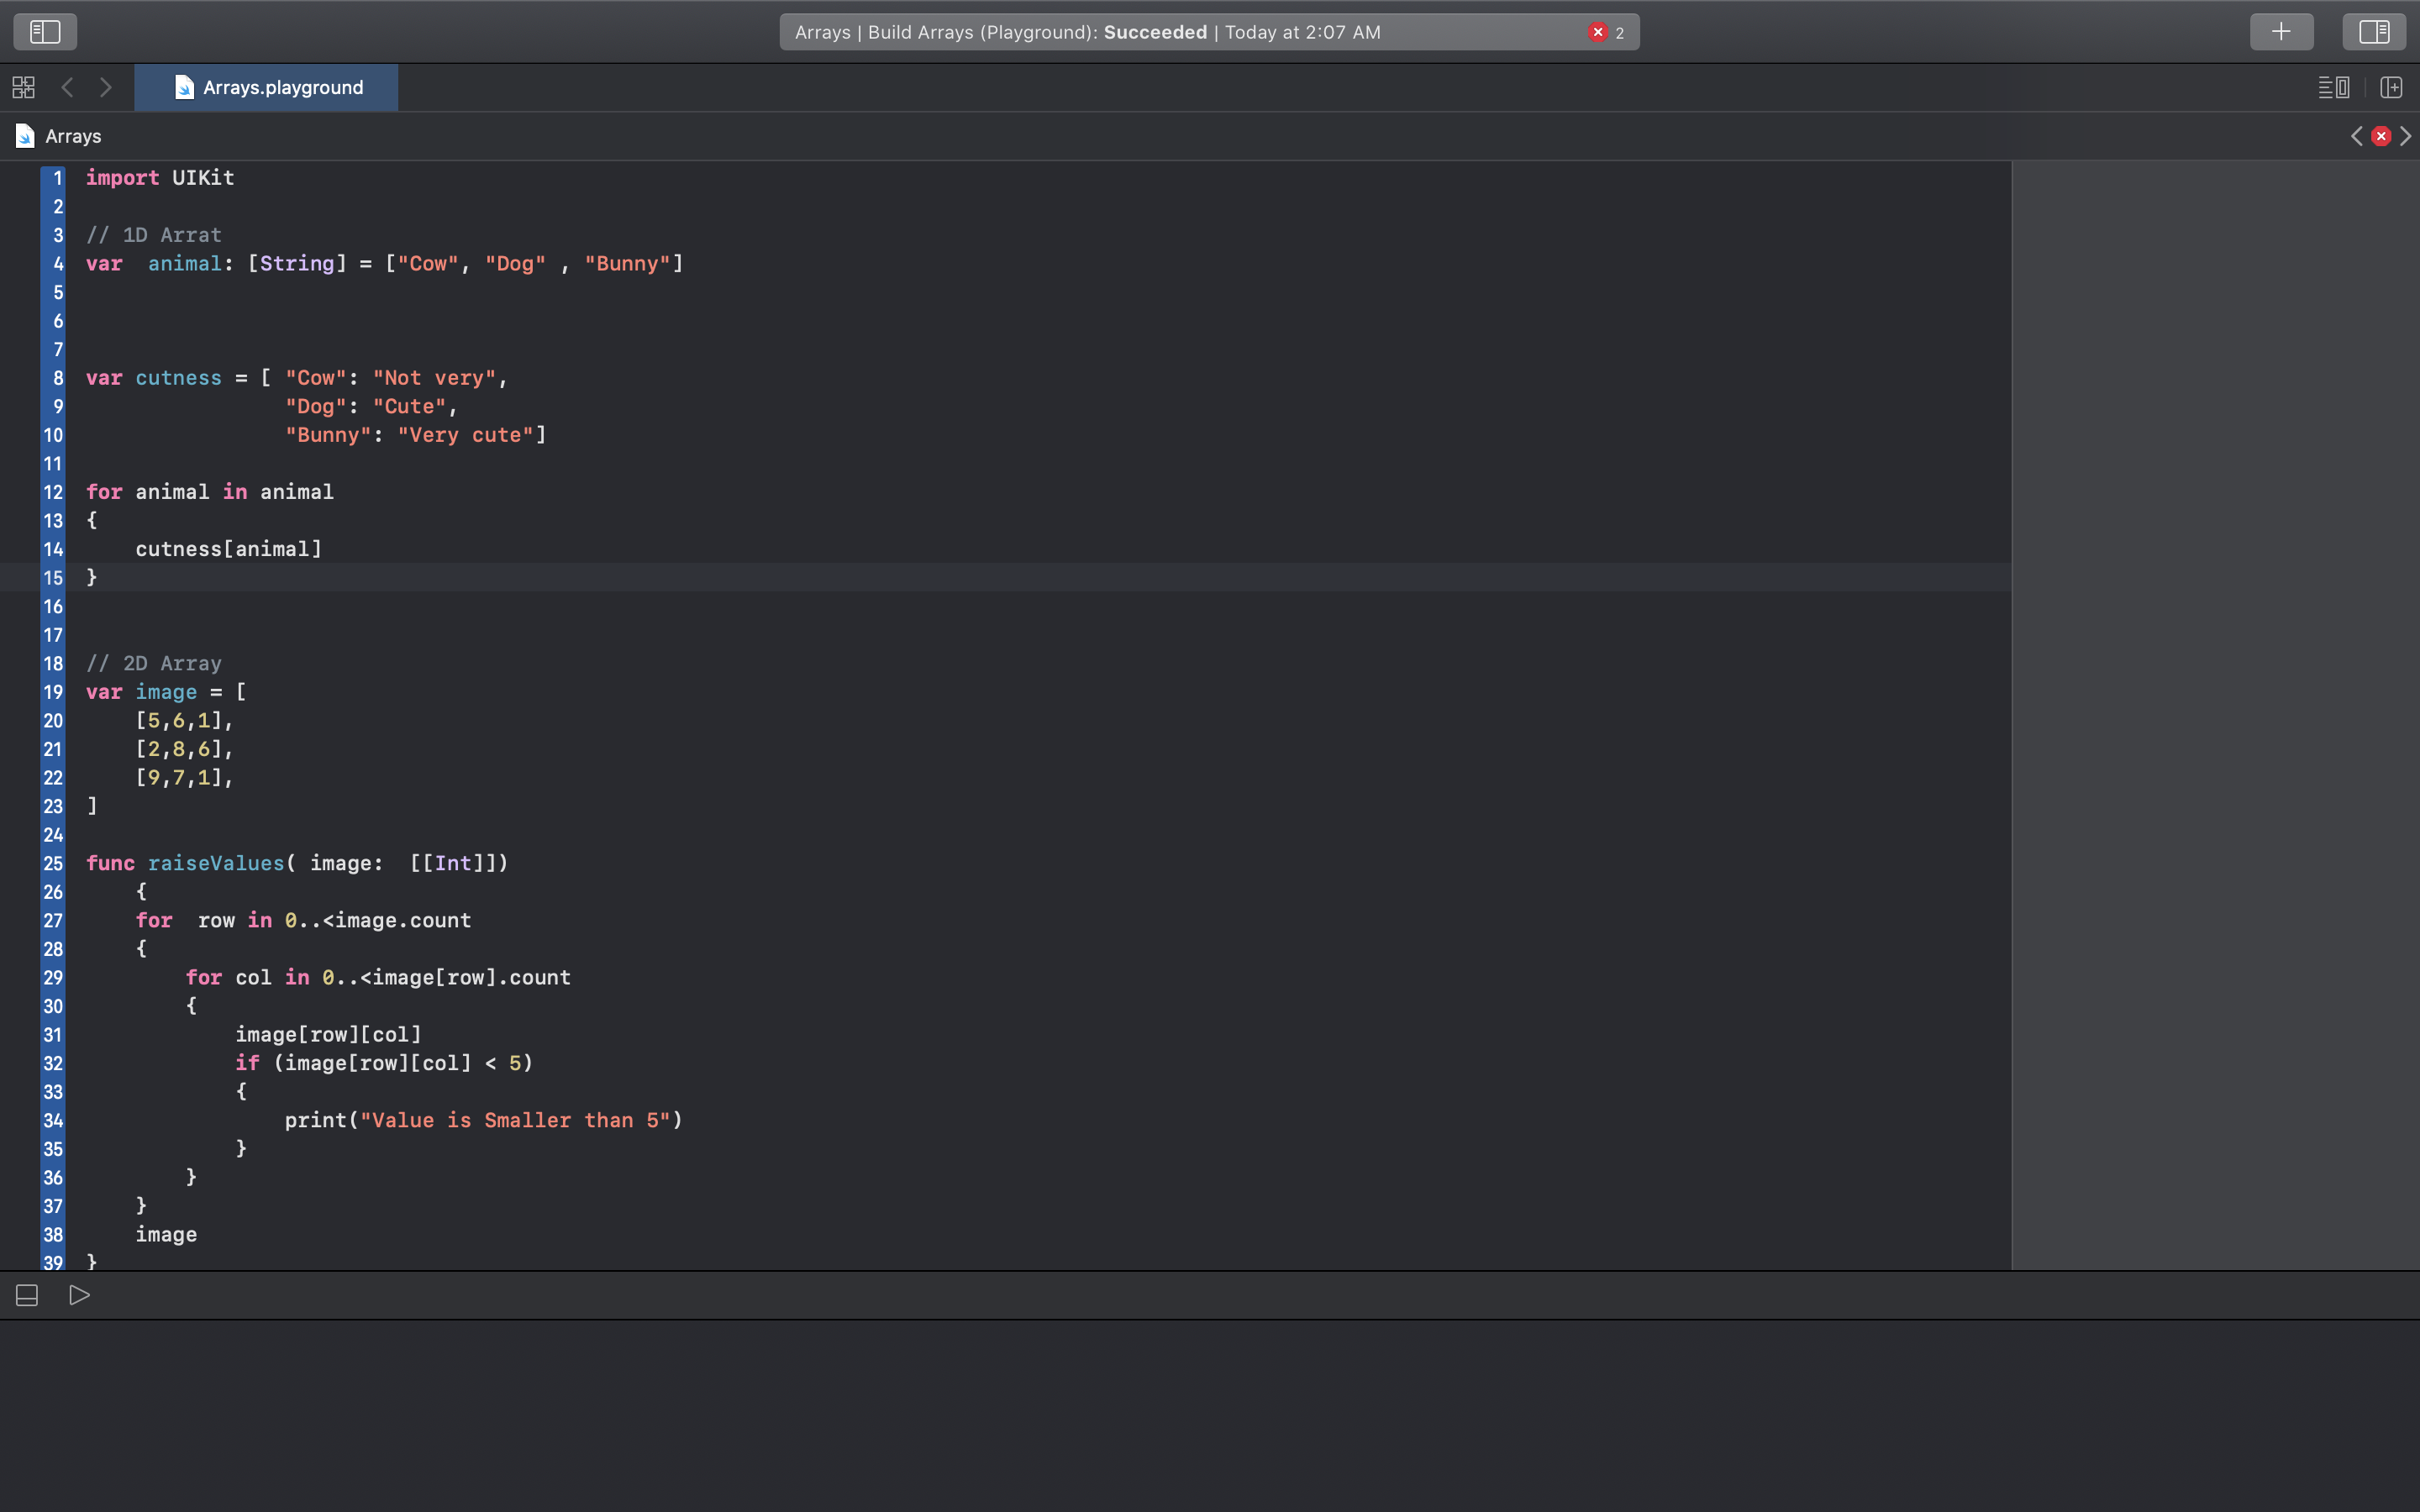 Arrays | Build Arrays (Playground): Succeeded | Today at 2:07 AM 2
Arrays.playground
Arrays
1 import UIKit
2
3 // 1D Arrat
4 var  animal: [String] = ["Cow", "Dog" , "Bunny"]
5
6
7
8 var cutness = [ "Cow": "Not very",
9                 "Dog": "Cute",
10                 "Bunny": "Very cute"]
11
12 for animal in animal
13 {
14     cutness[animal]
15 }
16
17
18 // 2D Array
19 var image = [
20     [5,6,1],
21     [2,8,6],
22     [9,7,1],
23 ]
24
25 func raiseValues( image:  [[Int]])
26     {
27     for  row in 0..<image.count
28     {
29         for col in 0..<image[row].count
30         {
31             image[row][col]
32             if (image[row][col] < 5)
33             {
34                 print("Value is Smaller than 5")
35             }
36         }
37     }
38     image
39 }